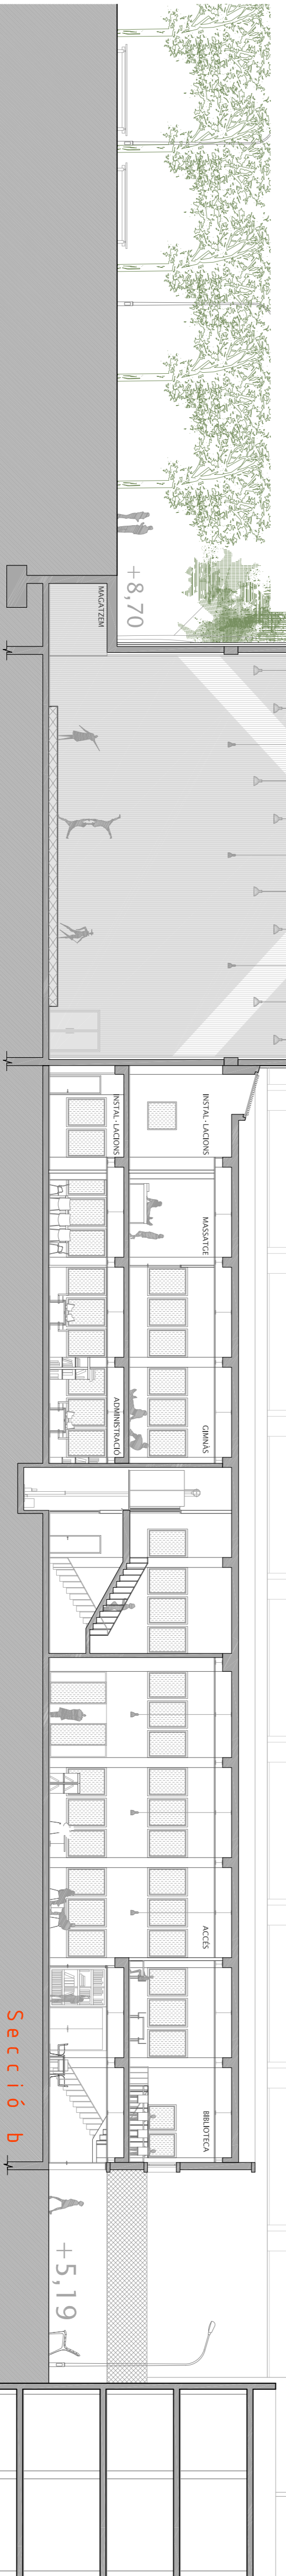 +8,70
MAGATZEM
INSTAL·LACIONS
INSTAL·LACIONS
MASSATGE
GIMNÀS
ADMINISTRACIÓ
ACCÉS
BIBLIOTECA
+5,19
Secció b